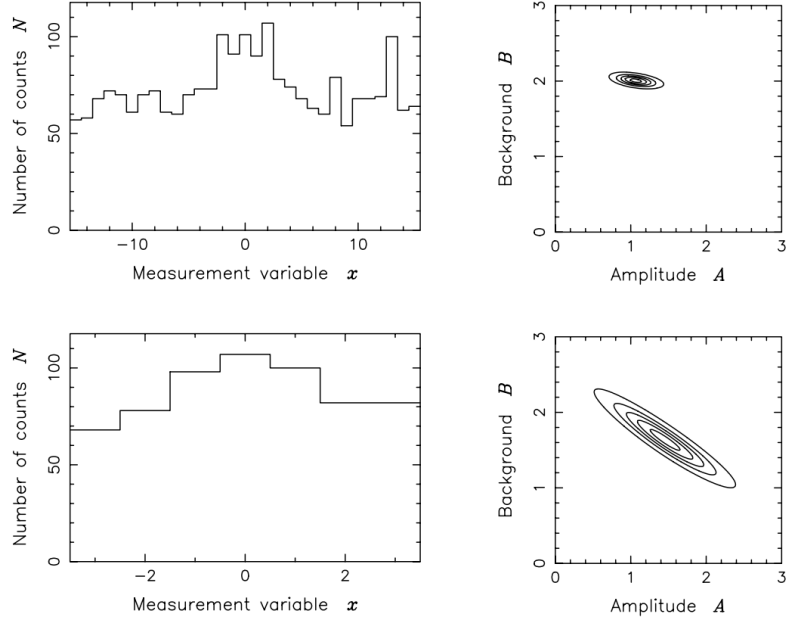 100
50
0
Number of counts N
−10 0 10
Measurement variable x
3
2
1
0
Background B
0 1 2 3
Amplitude A
100
50
0
Number of counts N
−2 0 2
Measurement variable x
3
2
1
0
Background B
0 1 2 3
Amplitude A